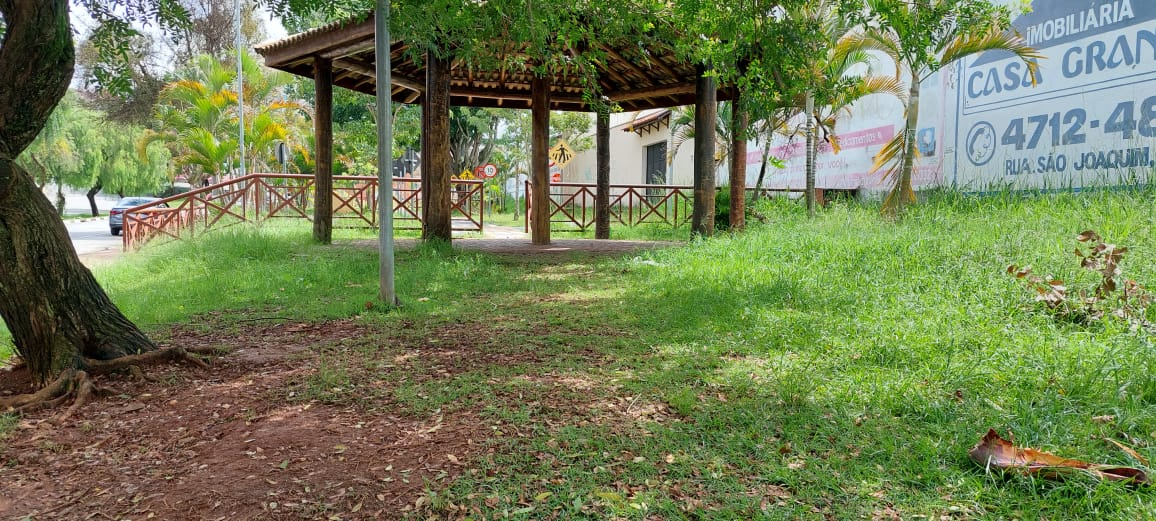 IMOBILIÁRIA
CASA GRAN
4712-48
RUA. SÃO JOAQUIM,